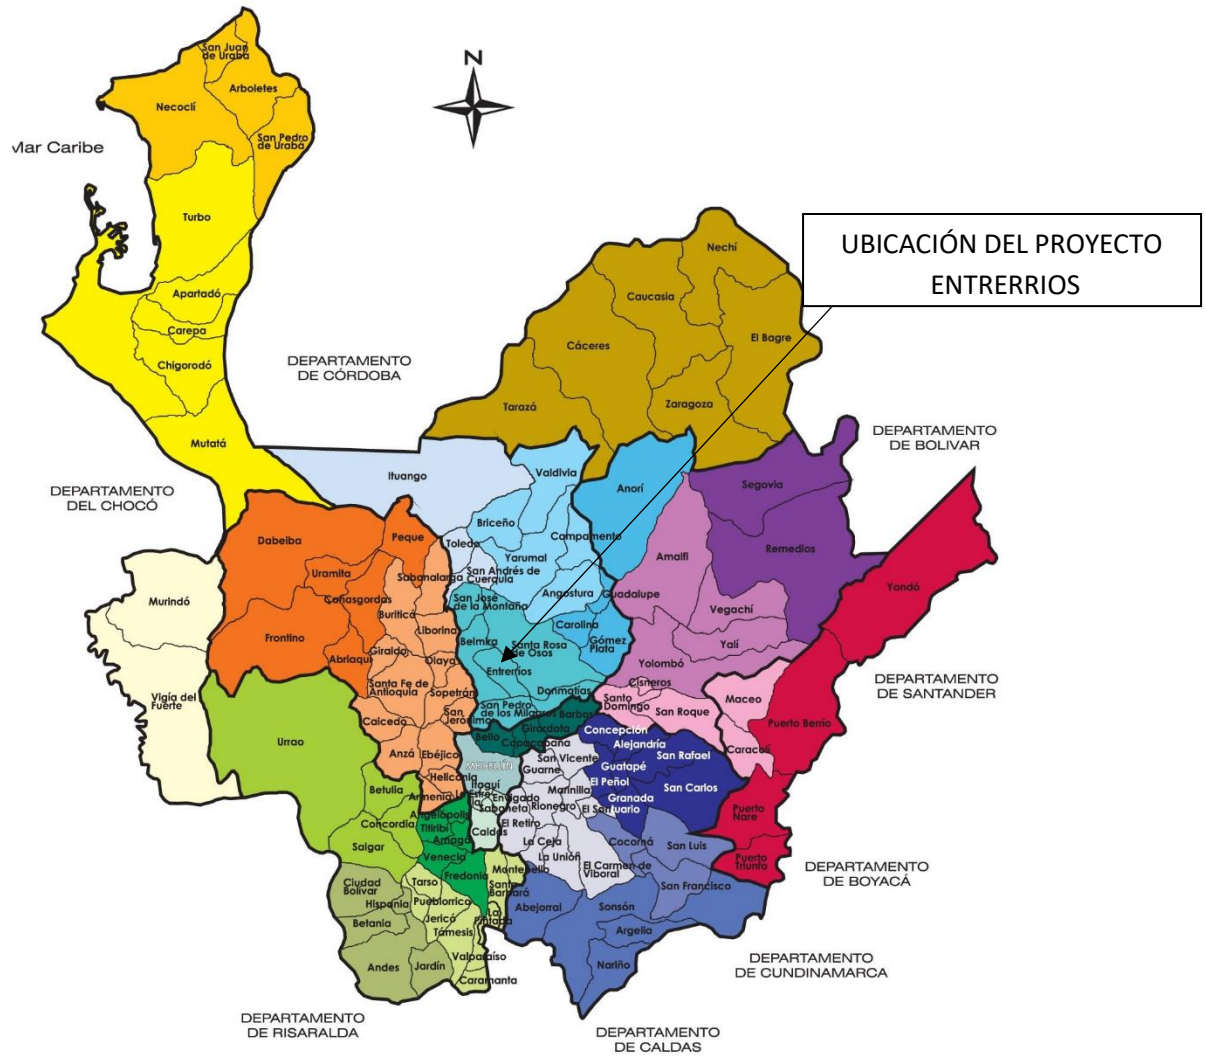 N
San Juan
de Urabá
Arboletes
Necoclí
San Pedro
de Urabá
Mar Caribe
Turbo
Apartadó
Carepa
Chigorodó
Mutatá
UBICACIÓN DEL PROYECTO
ENTRERRIOS
Nechí
Caucasia
El Bagre
Cáceres
Zaragoza
Tarazá
DEPARTAMENTO
DE CÓRDOBA
DEPARTAMENTO
DE BOLIVAR
DEPARTAMENTO
DEL CHOCÓ
Ituango
Valdivia
Anorí
Segovia
Briceño
Campamento
Toledo
Yarumal
San Andrés de
Cuerquia
Amalfi
Remedios
Yondó
Dabeiba
Peque
Uramita
Sabanalarga
Cañasgordas
Buriticá
Murindó
Frontino
Abriaquí
Giraldo
Liborina
Olaya
Santa Fe de
Antioquia
Sopetrán
San
Jerónimo
Caicedo
Anzá
Ebéjico
Heliconia
Armenia
San José
de la Montaña
Angostura
Guadalupe
Carolina
Gómez
Plata
Belmira
Santa Rosa
de Osos
Entrerríos
Donmatías
San Pedro
de los Milagros
Vegachí
Yalí
Yolombó
Cisneros
Santo
Domingo
San Roque
Maceo
Caracolí
Puerto Berrío
DEPARTAMENTO
DE SANTANDER
Vigía del
Fuerte
Urrao
Barbosa
Girardota
Bello
Copacabana
MEDELLÍN
Itagüí
Envigado
Sabaneta
Caldas
Concepción
Alejandría
San Rafael
Guatapé
El Peñol
Granada
San Carlos
San Vicente
Guarne
Marinilla
Rionegro
El Retiro
La Ceja
La Unión
El Carmen de
Viboral
Cocorná
San Luis
San Francisco
Puerto
Nare
Puerto
Triunfo
DEPARTAMENTO
DE BOYACÁ
Betulia
Concordia
Salgar
Angelópolis
Titiribí
Amagá
Venecia
Fredonia
Ciudad
Bolívar
Hispania
Betania
Andes
Jardín
Tarso
Pueblorrico
Jericó
Támesis
Valparaíso
Caramanta
Montebello
Santa
Bárbara
La
Pintada
Abejorral
Sonsón
Argelia
Nariño
DEPARTAMENTO
DE CUNDINAMARCA
DEPARTAMENTO
DE RISARALDA
DEPARTAMENTO
DE CALDAS